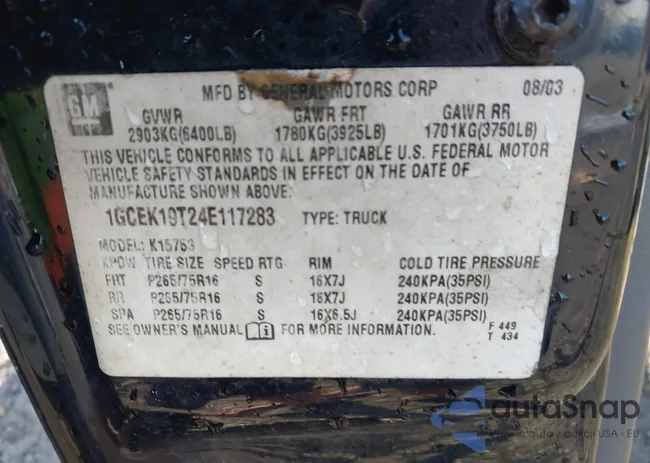 GM
MFD BY GENERAL MOTORS CORP 08/03
GVWR GAWR FRT GAWR RR
2903KG(6400LB) 1780KG(3925LB) 1701KG(3750LB)
THIS VEHICLE CONFORMS TO ALL APPLICABLE U.S. FEDERAL MOTOR
VEHICLE SAFETY STANDARDS IN EFFECT ON THE DATE OF
MANUFACTURE SHOWN ABOVE.
1GCEK19T24E117283 TYPE: TRUCK
MODEL: K15753
TIRE SIZE SPEED RTG RIM COLD TIRE PRESSURE
FRT P265/75R16 S 16X7J 240KPA(35PSI)
RR P265/75R16 S 16X7J 240KPA(35PSI)
SPA P265/75R16 S 16X6.5J 240KPA(35PSI)
SEE OWNER'S MANUAL FOR MORE INFORMATION.
F 449
T 434
autoSnap
USA i EU